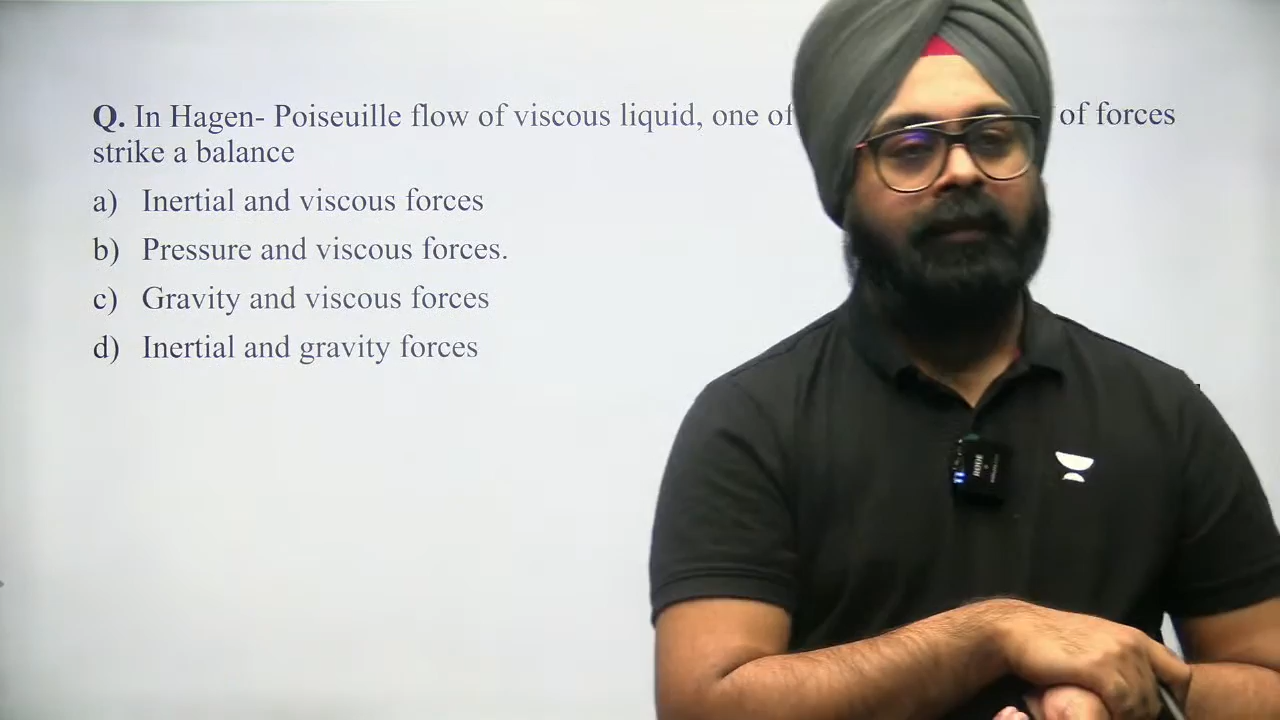 Q. In Hagen- Poiseuille flow of viscous liquid, one of of forces
strike a balance
a) Inertial and viscous forces
b) Pressure and viscous forces.
c) Gravity and viscous forces
d) Inertial and gravity forces
RODE